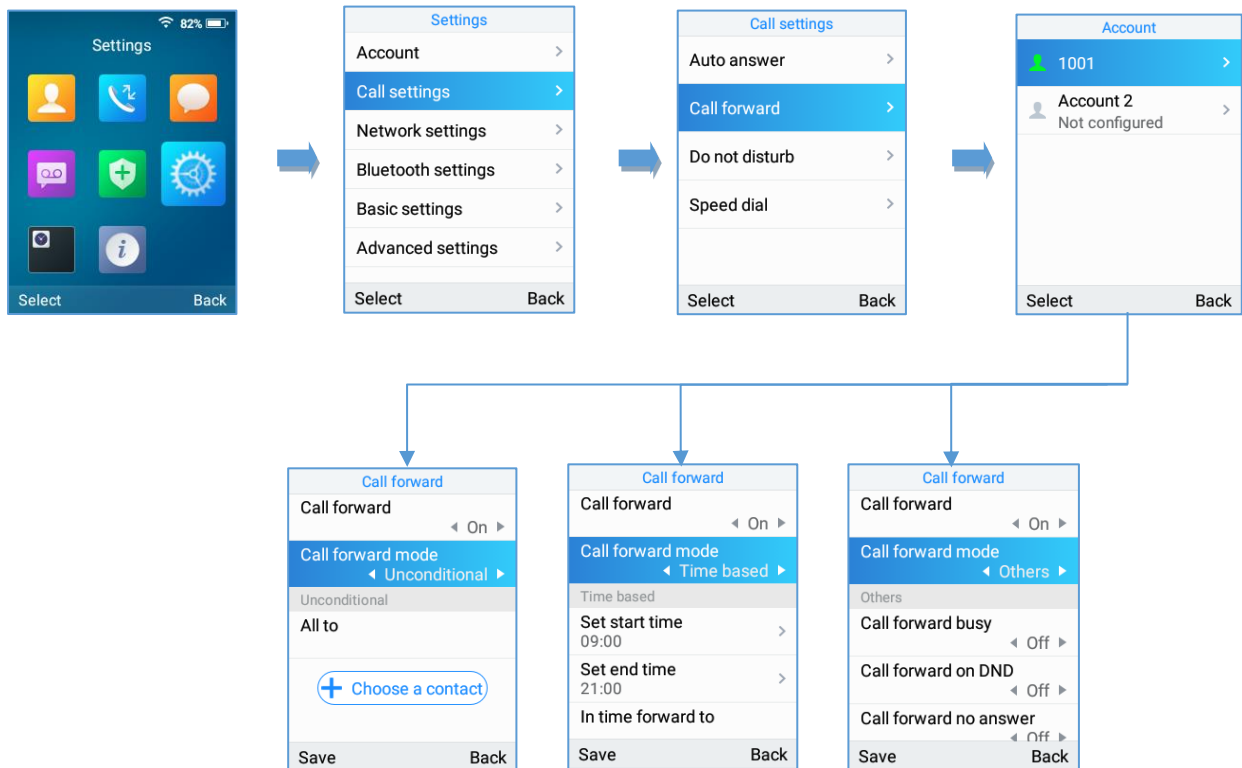 82%
Settings
Select Back
Settings
Account
Call settings
Network settings
Bluetooth settings
Basic settings
Advanced settings
Select Back
Call settings
Auto answer
Call forward
Do not disturb
Speed dial
Select Back
Account
1001
Account 2
Not configured
Select Back
Call forward
Call forward
On
Call forward mode
Unconditional
Unconditional
All to
Choose a contact
Save Back
Call forward
Call forward
On
Call forward mode
Time based
Time based
Set start time
09:00
Set end time
21:00
In time forward to
Save Back
Call forward
Call forward
On
Call forward mode
Others
Others
Call forward busy
Off
Call forward on DND
Off
Call forward no answer
Off
Save Back